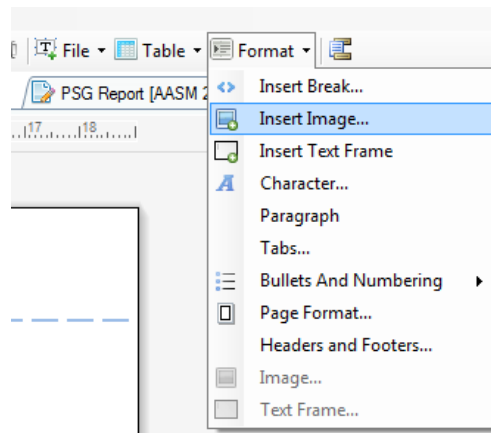 File Table Format
PSG Report [AASM 2
17 18
Insert Break...
Insert Image...
Insert Text Frame
Character...
Paragraph
Tabs...
Bullets And Numbering
Page Format...
Headers and Footers...
Image...
Text Frame...